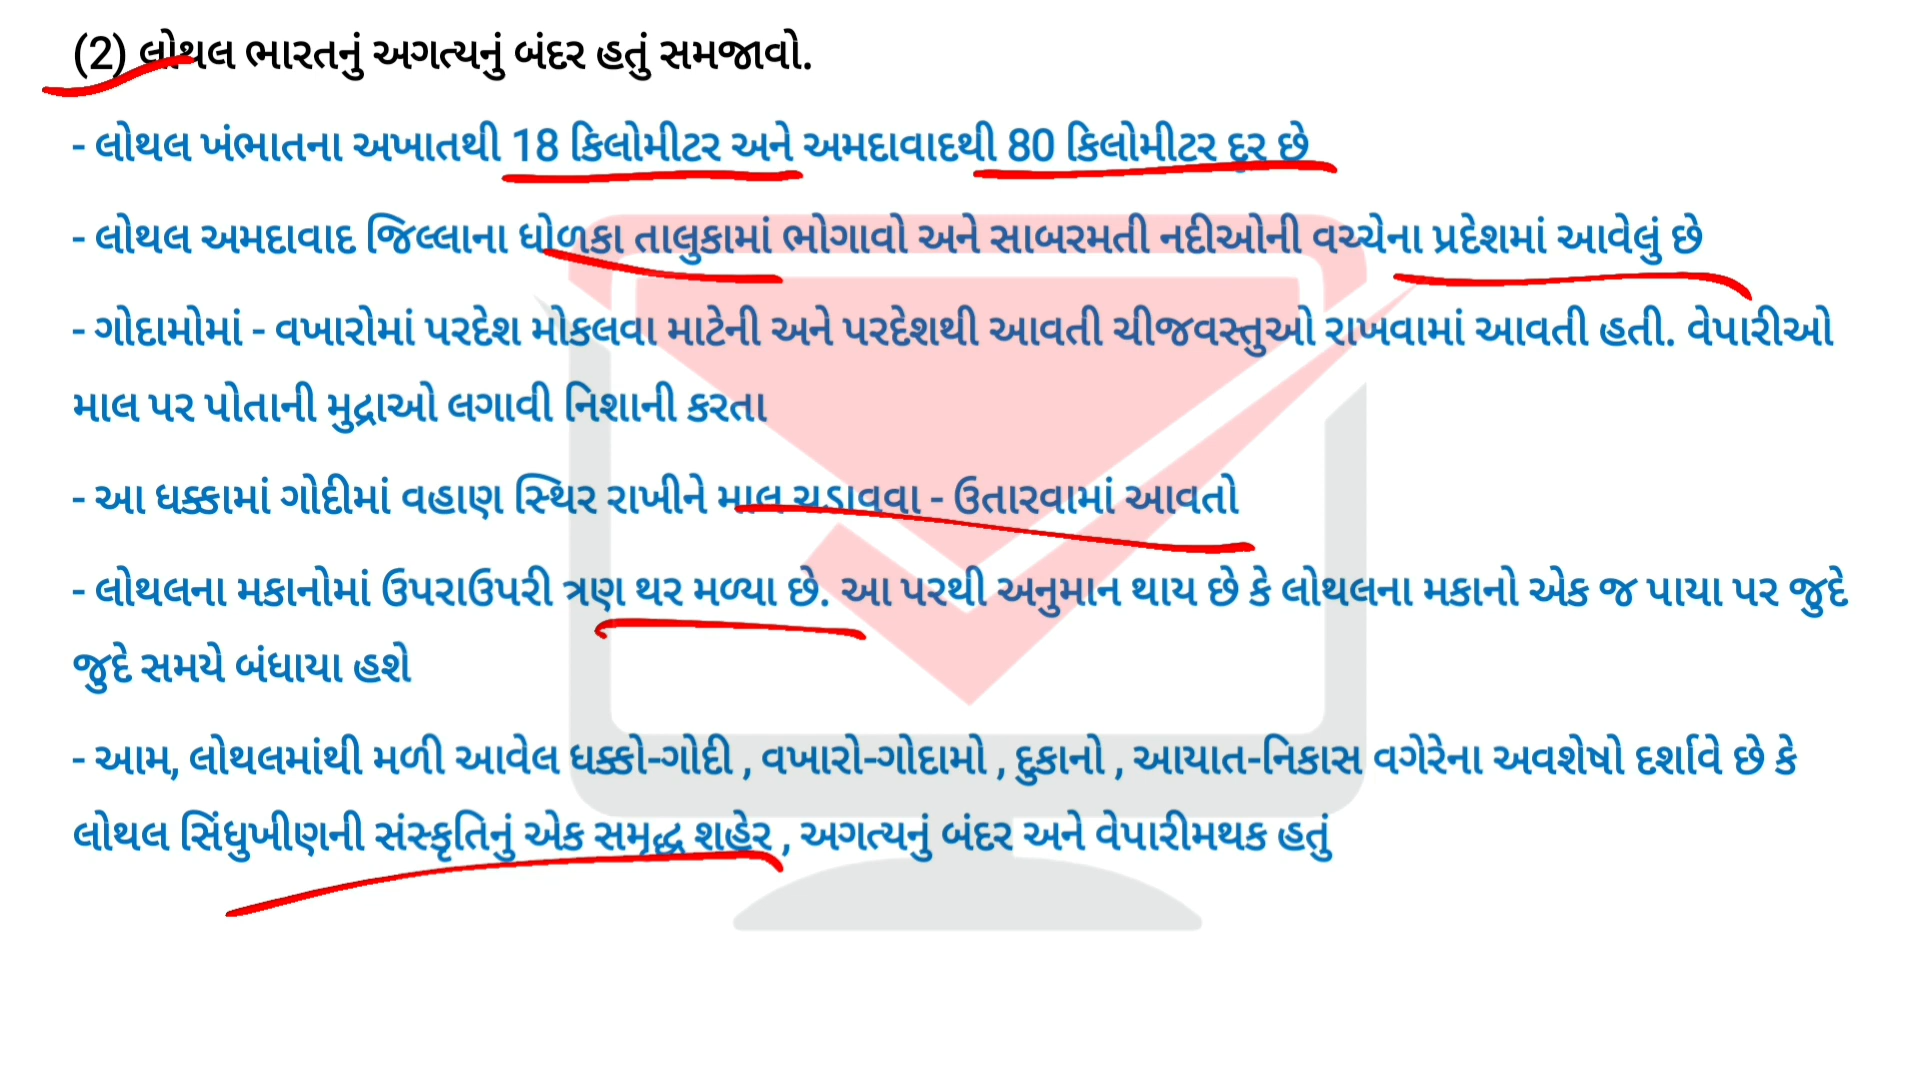 (2) લોથલ ભારતનું અગત્યનું બંદર હતું સમજાવો.
- લોથલ ખંભાતના અખાતથી 18 કિલોમીટર અને અમદાવાદથી 80 કિલોમીટર દુર છે
- લોથલ અમદાવાદ જિલ્લાના ધોળકા તાલુકામાં ભોગાવો અને સાબરમતી નદીઓની વચ્ચેના પ્રદેશમાં આવેલું છે
- ગોદામોમાં - વખારોમાં પરદેશ મોકલવા માટેની અને પરદેશથી આવતી ચીજવસ્તુઓ રાખવામાં આવતી હતી. વેપારીઓ
માલ પર પોતાની મુદ્રાઓ લગાવી નિશાની કરતા
- આ ધક્કામાં ગોદીમાં વહાણ સ્થિર રાખીને માલ ચડાવવા - ઉતારવામાં આવતો
- લોથલના મકાનોમાં ઉપરાઉપરી ત્રણ થર મળ્યા છે. આ પરથી અનુમાન થાય છે કે લોથલના મકાનો એક જ પાયા પર જુદે
જુદે સમયે બંધાયા હશે
- આમ, લોથલમાંથી મળી આવેલ ધક્કો-ગોદી , વખારો-ગોદામો , દુકાનો , આયાત-નિકાસ વગેરેના અવશેષો દર્શાવે છે કે
લોથલ સિંધુખીણની સંસ્કૃતિનું એક સમૃદ્ધ શહેર , અગત્યનું બંદર અને વેપારીમથક હતું